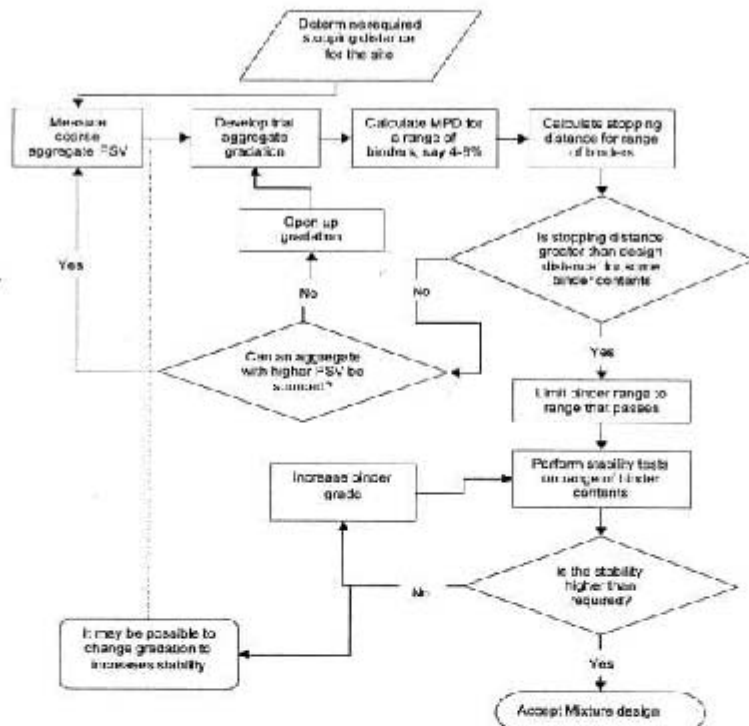 Determine required
stopping distance
for the site
Measure
coarse
aggregate PSV
Develop trial
aggregate
gradation
Calculate MPD for
a range of
binders, say 4-8%
Calculate stopping
distance for range
of binders
Open up
gradation
Yes
No
No
Is stopping distance
greater than design
distance for some
binder contents
Can an aggregate
with higher PSV be
sourced?
Yes
Limit binder range to
range that passes
Increase binder
grade
Perform stability tests
on range of binder
contents
No
Is the stability
higher than
required?
It may be possible to
change gradation to
increases stability
Yes
Accept Mixture design